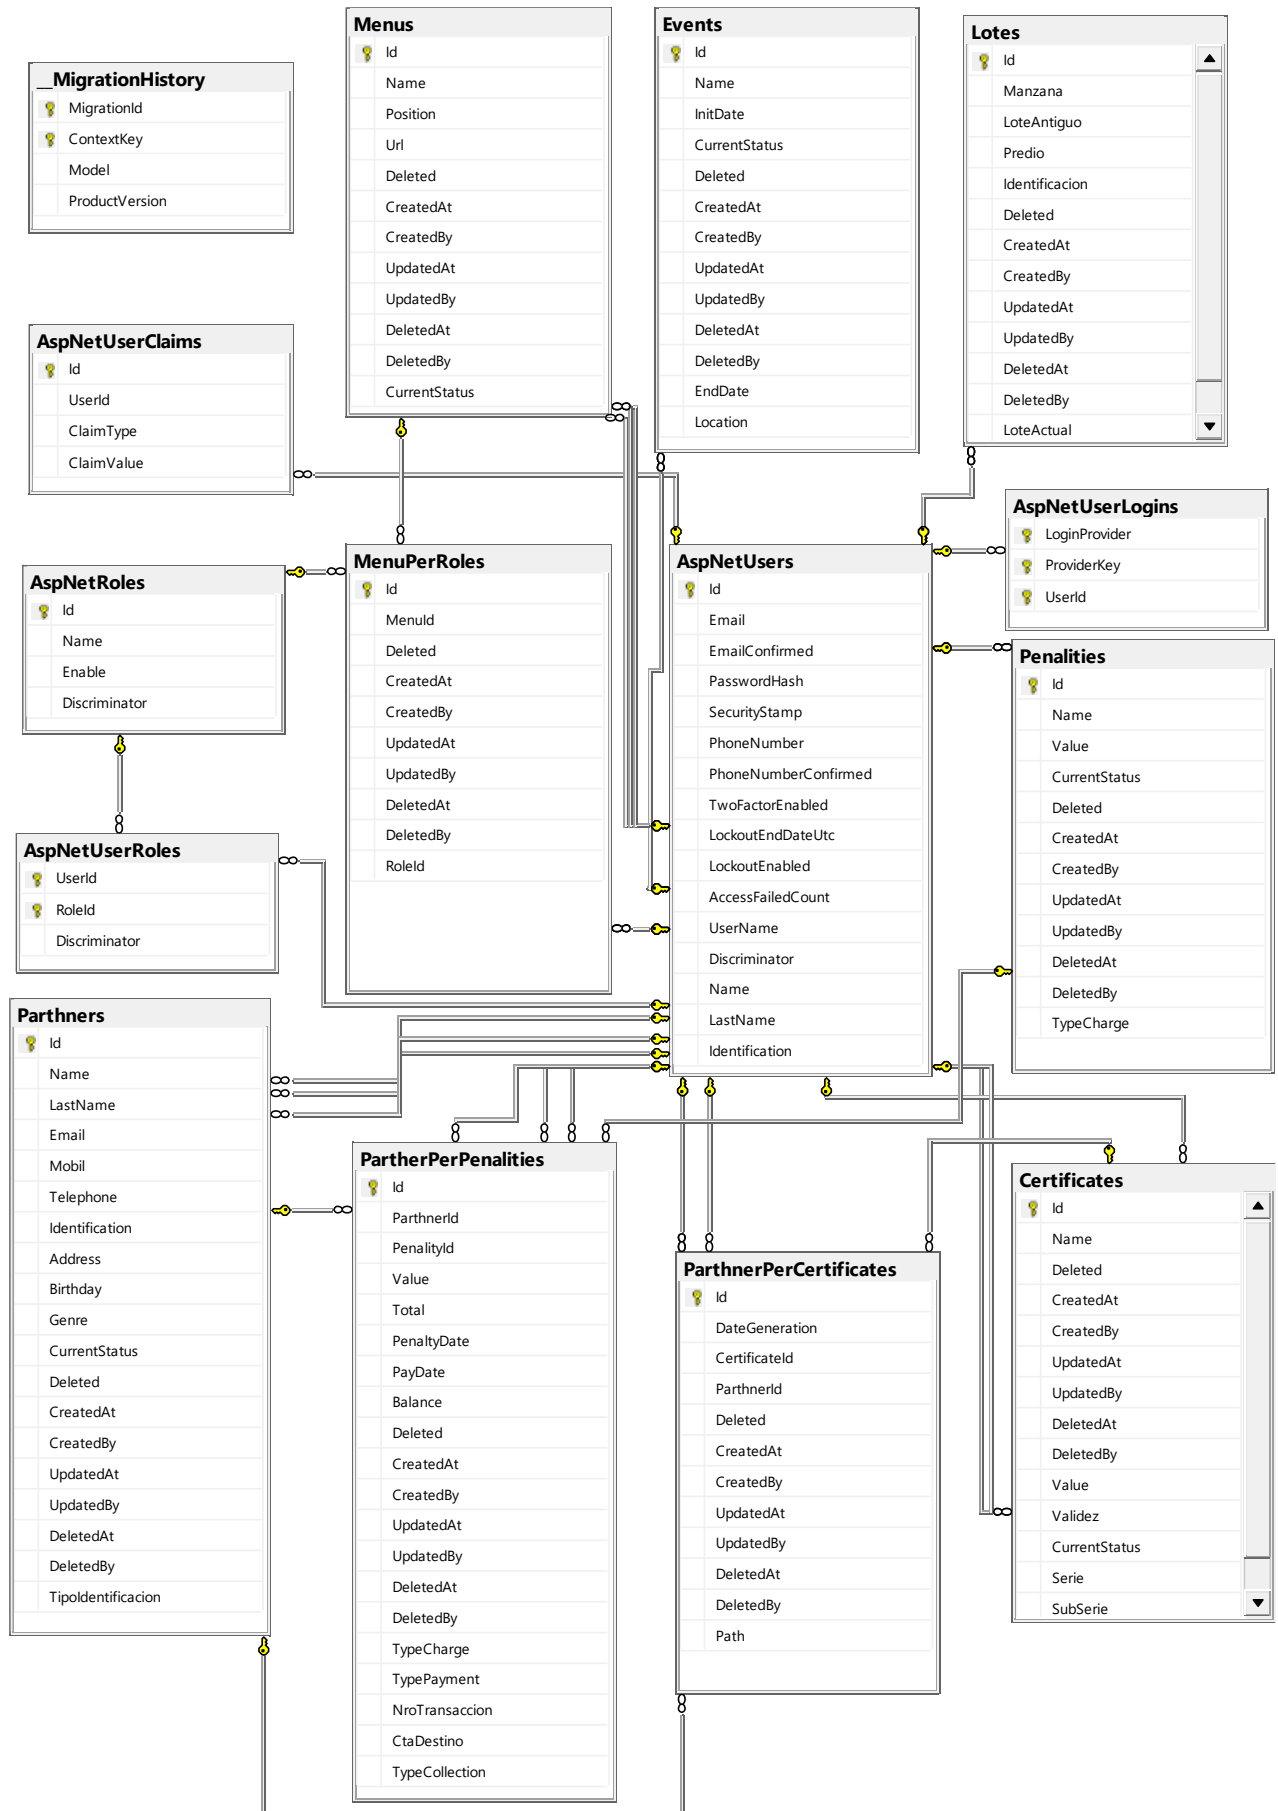 Menus
Id
Name
Position
Url
Deleted
CreatedAt
CreatedBy
UpdatedAt
UpdatedBy
DeletedAt
DeletedBy
CurrentStatus
Events
Id
Name
InitDate
CurrentStatus
Deleted
CreatedAt
CreatedBy
UpdatedAt
UpdatedBy
DeletedAt
DeletedBy
EndDate
Location
Lotes
Id
Manzana
LoteAntiguo
Predio
Identificacion
Deleted
CreatedAt
CreatedBy
UpdatedAt
UpdatedBy
DeletedAt
DeletedBy
LoteActual
__MigrationHistory
MigrationId
ContextKey
Model
ProductVersion
AspNetUserClaims
Id
UserId
ClaimType
ClaimValue
AspNetUserLogins
LoginProvider
ProviderKey
UserId
AspNetRoles
Id
Name
Enable
Discriminator
MenuPerRoles
Id
MenuId
Deleted
CreatedAt
CreatedBy
UpdatedAt
UpdatedBy
DeletedAt
DeletedBy
RoleId
AspNetUsers
Id
Email
EmailConfirmed
PasswordHash
SecurityStamp
PhoneNumber
PhoneNumberConfirmed
TwoFactorEnabled
LockoutEndDateUtc
LockoutEnabled
AccessFailedCount
UserName
Discriminator
Name
LastName
Identification
Penalities
Id
Name
Value
CurrentStatus
Deleted
CreatedAt
CreatedBy
UpdatedAt
UpdatedBy
DeletedAt
DeletedBy
TypeCharge
AspNetUserRoles
UserId
RoleId
Discriminator
Parthners
Id
Name
LastName
Email
Mobil
Telephone
Identification
Address
Birthday
Genre
CurrentStatus
Deleted
CreatedAt
CreatedBy
UpdatedAt
UpdatedBy
DeletedAt
DeletedBy
TipoIdentificacion
PartherPerPenalities
Id
ParthnerId
PenalityId
Value
Total
PenaltyDate
PayDate
Balance
Deleted
CreatedAt
CreatedBy
UpdatedAt
UpdatedBy
DeletedAt
DeletedBy
TypeCharge
TypePayment
NroTransaccion
CtaDestino
TypeCollection
ParthnerPerCertificates
Id
DateGeneration
CertificateId
ParthnerId
Deleted
CreatedAt
CreatedBy
UpdatedAt
UpdatedBy
DeletedAt
DeletedBy
Path
Certificates
Id
Name
Deleted
CreatedAt
CreatedBy
UpdatedAt
UpdatedBy
DeletedAt
DeletedBy
Value
Validez
CurrentStatus
Serie
SubSerie